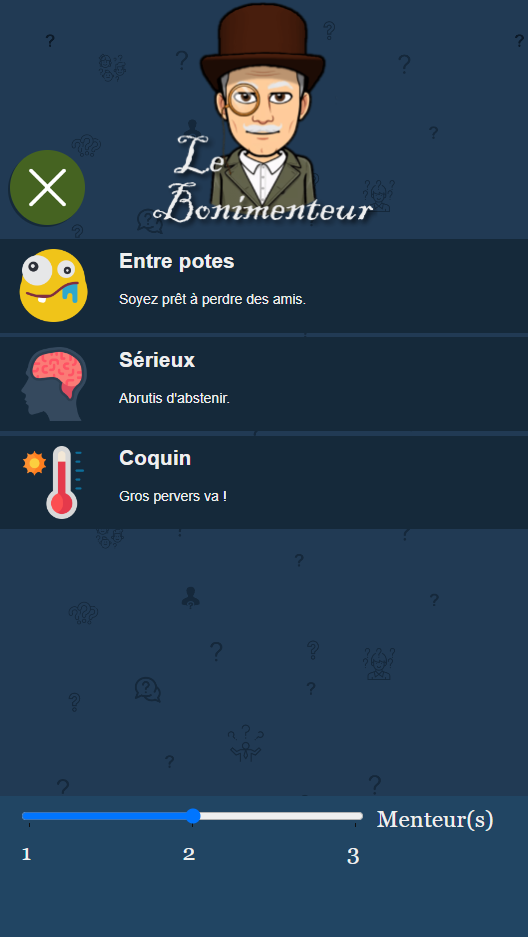 Le
Bonimenteur
Entre potes
Soyez prêt à perdre des amis.
Sérieux
Abrutis d'abstenir.
Coquin
Gros pervers va !
Menteur(s)
1 2 3